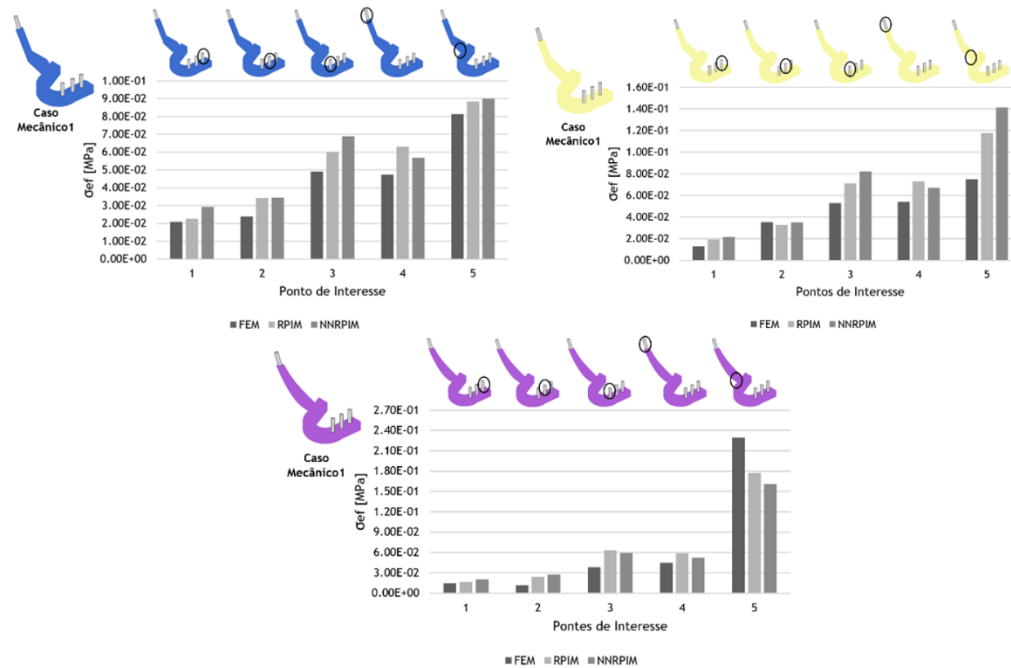 Caso
Mecânico1
σef [MPa]
1.00E-01
9.00E-02
8.00E-02
7.00E-02
6.00E-02
5.00E-02
4.00E-02
3.00E-02
2.00E-02
1.00E-02
0.00E+00
1 2 3 4 5
Ponto de Interesse
FEM RPIM NNRPIM
Caso
Mecânico1
σef [MPa]
1.60E-01
1.40E-01
1.20E-01
1.00E-01
8.00E-02
6.00E-02
4.00E-02
2.00E-02
0.00E+00
1 2 3 4 5
Pontos de Interesse
FEM RPIM NNRPIM
Caso
Mecânico1
σef [MPa]
2.70E-01
2.40E-01
2.10E-01
1.80E-01
1.50E-01
1.20E-01
9.00E-02
6.00E-02
3.00E-02
0.00E+00
1 2 3 4 5
Pontes de Interesse
FEM RPIM NNRPIM